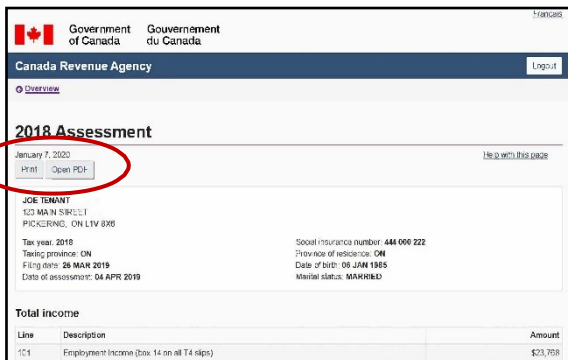 Français
Government Gouvernement
of Canada du Canada
Canada Revenue Agency
Logout
Overview
2018 Assessment
January 7, 2020
Help with this page
Print Open PDF
JOE TENANT
123 MAIN STREET
PICKERING, ON L1V 8X6
Tax year: 2018
Social insurance number: 444 000 222
Taxing province: ON
Province of residence: ON
Filing date: 26 MAR 2019
Date of birth: 06 JAN 1985
Date of assessment: 04 APR 2019
Marital status: MARRIED
Total income
Line Description Amount
101 Employment Income (box 14 on all T4 slips) $23,768